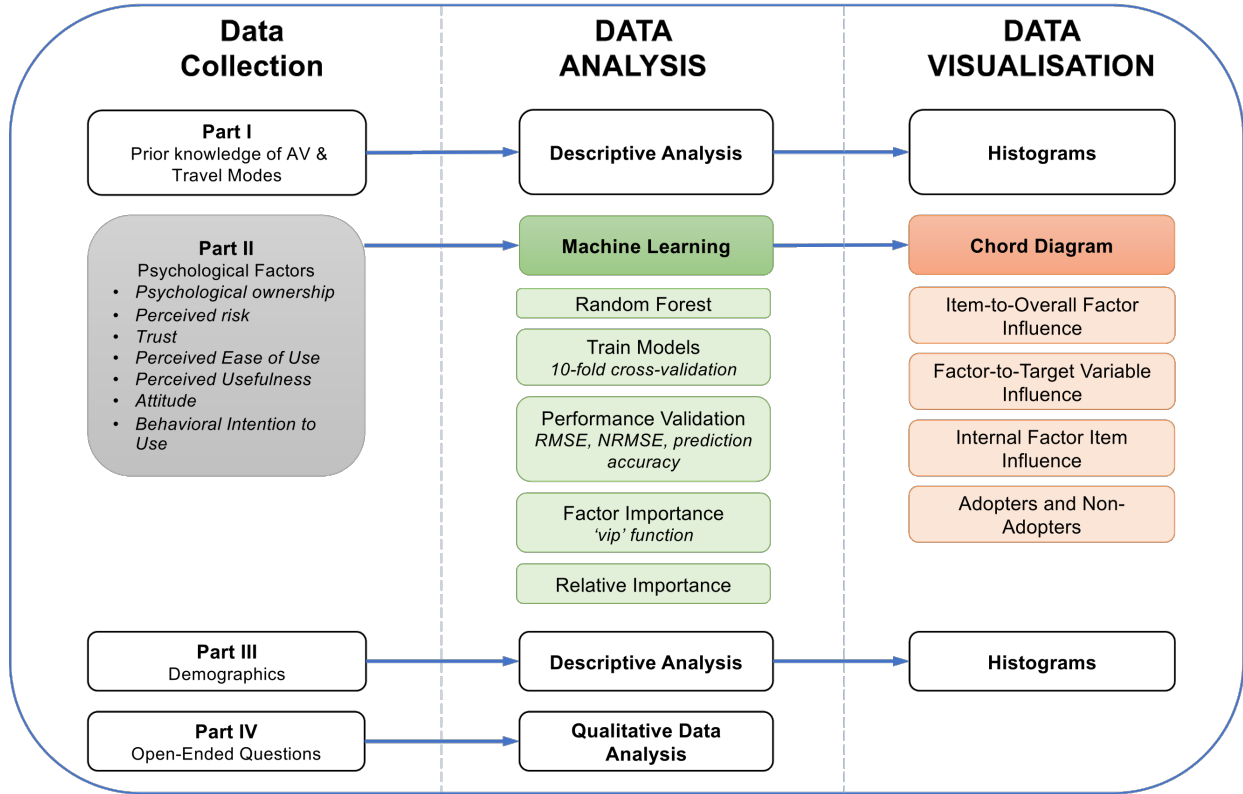 Data
Collection
DATA
ANALYSIS
DATA
VISUALISATION
Part I
Prior knowledge of AV &
Travel Modes
Descriptive Analysis
Histograms
Part II
Psychological Factors
• Psychological ownership
• Perceived risk
• Trust
• Perceived Ease of Use
• Perceived Usefulness
• Attitude
• Behavioral Intention to
Use
Machine Learning
Random Forest
Train Models
10-fold cross-validation
Performance Validation
RMSE, NRMSE, prediction
accuracy
Factor Importance
‘vip’ function
Relative Importance
Chord Diagram
Item-to-Overall Factor
Influence
Factor-to-Target Variable
Influence
Internal Factor Item
Influence
Adopters and Non-
Adopters
Part III
Demographics
Descriptive Analysis
Histograms
Part IV
Open-Ended Questions
Qualitative Data
Analysis